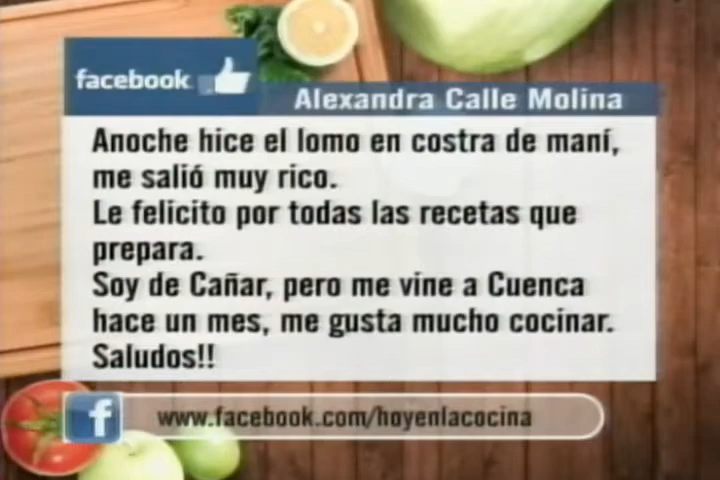 facebook
Alexandra Calle Molina
Anoche hice el lomo en costra de maní,
me salió muy rico.
Le felicito por todas las recetas que
prepara.
Soy de Cañar, pero me vine a Cuenca
hace un mes, me gusta mucho cocinar.
Saludos!!
f www.facebook.com/hoyenlacocina